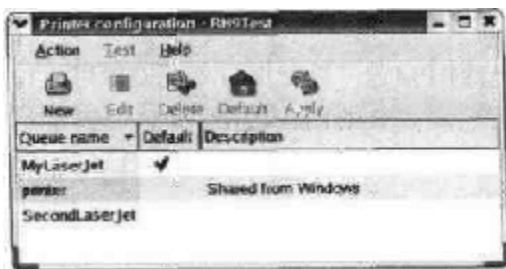 Printer configuration - RH9Test
Action Test Help
New Edit Delete Default Apply
Queue name Default Description
MyLaserJet
printer Shared from Windows
SecondLaserJet